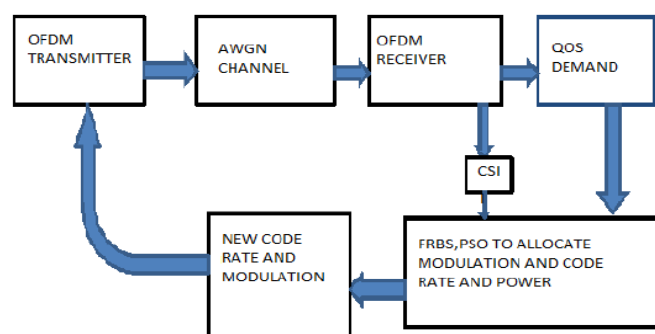 OFDM
TRANSMITTER
AWGN
CHANNEL
OFDM
RECEIVER
QOS
DEMAND
CSI
NEW CODE
RATE AND
MODULATION
FRBS,PSO TO ALLOCATE
MODULATION AND CODE
RATE AND POWER